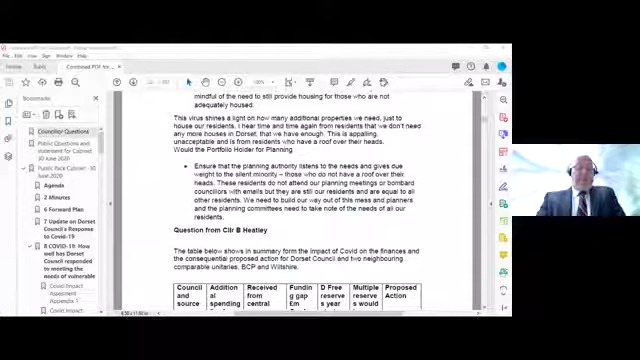 Home
Tools
Bookmarks
Councillor Questions
Public Questions and
statement for Cabinet
30 June 2020
Public Pack Cabinet - 30
June 2020
Agenda
2 Minutes
6 Forward Plan
7 Update on Dorset
Council's Response
to Covid-19
8 COVID-19: How
well has Dorset
Council responded
to meeting the
needs of vulnerable
Covid Impact
Assessment
Appendix 1
Covid Impact
mindful of the need to still provide housing for those who are not
adequately housed.
This virus shines a light on how many additional properties we need, just to
house our residents. I hear time and time again from residents that we don't need
any more houses in Dorset, that we have enough. This is appalling,
unacceptable and is from residents who have a roof over their heads.
Would the Portfolio Holder for Planning
• Ensure that the planning authority listens to the needs and gives due
weight to the silent minority – those who do not have a roof over their
heads. These residents do not attend our planning meetings or bombard
councillors with emails but they are still our residents and are equal to all
other residents. We need to build our way out of this mess and planners
and the planning committees need to take note of the needs of all our
residents.
Question from Cllr B Heatley
The table below shows in summary form the impact of Covid on the finances and
the consequential proposed action for Dorset Council and two neighbouring
comparable unitaries, BCP and Wiltshire.
Council
and
source
Addition
al
spending
Received
from
central
Fundin
g gap
£m
D Free
reserve
s year
Multiple
reserve
s would
Proposed
Action